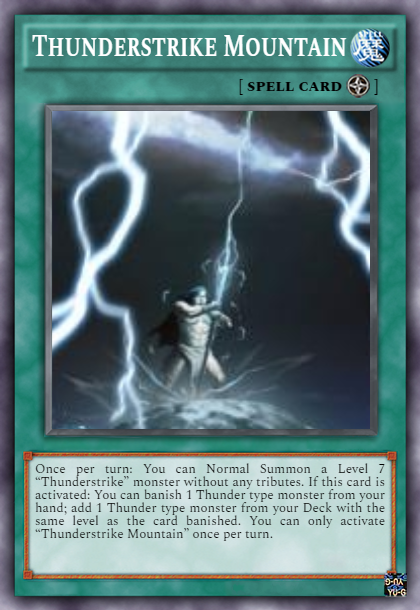 THUNDERSTRIKE MOUNTAIN 魔
[ SPELL CARD ]
Once per turn: You can Normal Summon a Level 7
“Thunderstrike” monster without any tributes. If this card is
activated: You can banish 1 Thunder type monster from your
hand; add 1 Thunder type monster from your Deck with the
same level as the card banished. You can only activate
“Thunderstrike Mountain” once per turn.